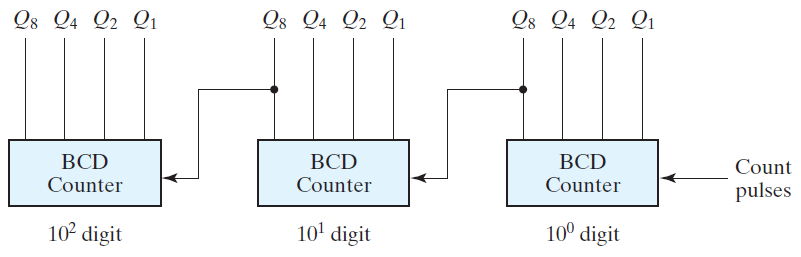 Q₈ Q₄ Q₂ Q₁ Q₈ Q₄ Q₂ Q₁ Q₈ Q₄ Q₂ Q₁
BCD
Counter
BCD
Counter
BCD
Counter
Count
pulses
10² digit
10¹ digit
10⁰ digit